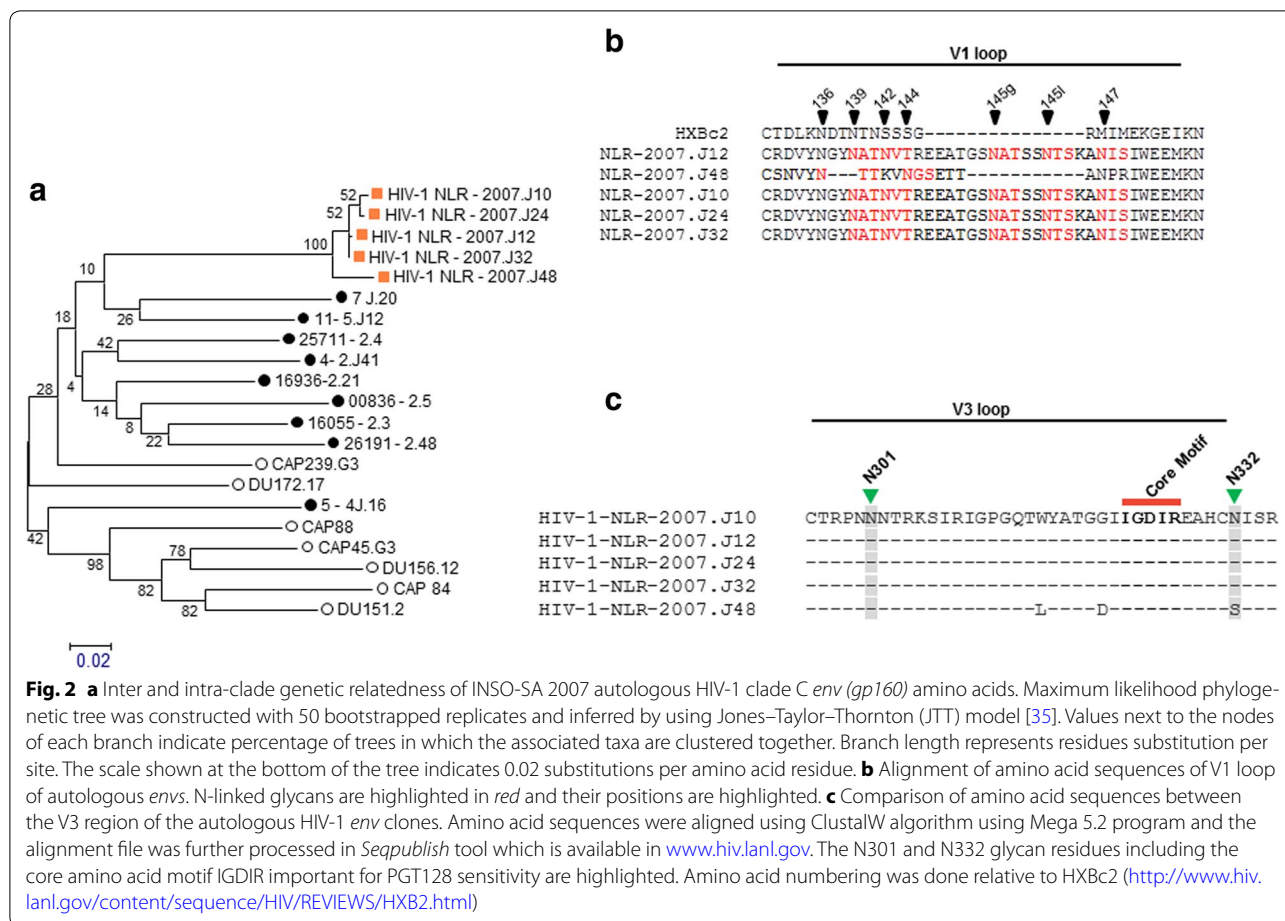 a
52
HIV-1 NLR - 2007.J10
52
HIV-1 NLR - 2007.J24
HIV-1 NLR - 2007.J12
100
HIV-1 NLR - 2007.J32
HIV-1 NLR - 2007.J48
10
7 J.20
26
11- 5.J12
18
25711 - 2.4
42
4- 2.J41
4
16936-2.21
28
14
00836 - 2.5
8
16055 - 2.3
22
26191 - 2.48
CAP239.G3
DU172.17
5 - 4J.16
42
CAP88
78
CAP45.G3
98
DU156.12
82
CAP 84
82
DU151.2
0.02
b
V1 loop
136 139 142 144 145g 145l 147
HXBc2 CTDLKNDTNTNSSSG---------------RMIMEKGEIKN
NLR-2007.J12 CRDVYNGYNATNVTREEATGSNATSSNTSKANISIWEEMKN
NLR-2007.J48 CSNVYN---TTKVNGSETT-----------ANPRIWEEMKN
NLR-2007.J10 CRDVYNGYNATNVTREEATGSNATSSNTSKANISIWEEMKN
NLR-2007.J24 CRDVYNGYNATNVTREEATGSNATSSNTSKANISIWEEMKN
NLR-2007.J32 CRDVYNGYNATNVTREEATGSNATSSNTSKANISIWEEMKN
c
V3 loop
N301 Core Motif N332
HIV-1-NLR-2007.J10 CTRPNNNTRKSIRIGPGQTWYATGGIIGDIREAHCNISR
HIV-1-NLR-2007.J12 ---------------------------------------
HIV-1-NLR-2007.J24 ---------------------------------------
HIV-1-NLR-2007.J32 ---------------------------------------
HIV-1-NLR-2007.J48 -------------------L----D----------S---
Fig. 2 a Inter and intra-clade genetic relatedness of INSO-SA 2007 autologous HIV-1 clade C env (gp160) amino acids. Maximum likelihood phyloge-
netic tree was constructed with 50 bootstrapped replicates and inferred by using Jones–Taylor–Thornton (JTT) model [35]. Values next to the nodes
of each branch indicate percentage of trees in which the associated taxa are clustered together. Branch length represents residues substitution per
site. The scale shown at the bottom of the tree indicates 0.02 substitutions per amino acid residue. b Alignment of amino acid sequences of V1 loop
of autologous envs. N-linked glycans are highlighted in red and their positions are highlighted. c Comparison of amino acid sequences between
the V3 region of the autologous HIV-1 env clones. Amino acid sequences were aligned using ClustalW algorithm using Mega 5.2 program and the
alignment file was further processed in Seqpublish tool which is available in www.hiv.lanl.gov. The N301 and N332 glycan residues including the
core amino acid motif IGDIR important for PGT128 sensitivity are highlighted. Amino acid numbering was done relative to HXBc2 (http://www.hiv.
lanl.gov/content/sequence/HIV/REVIEWS/HXB2.html)